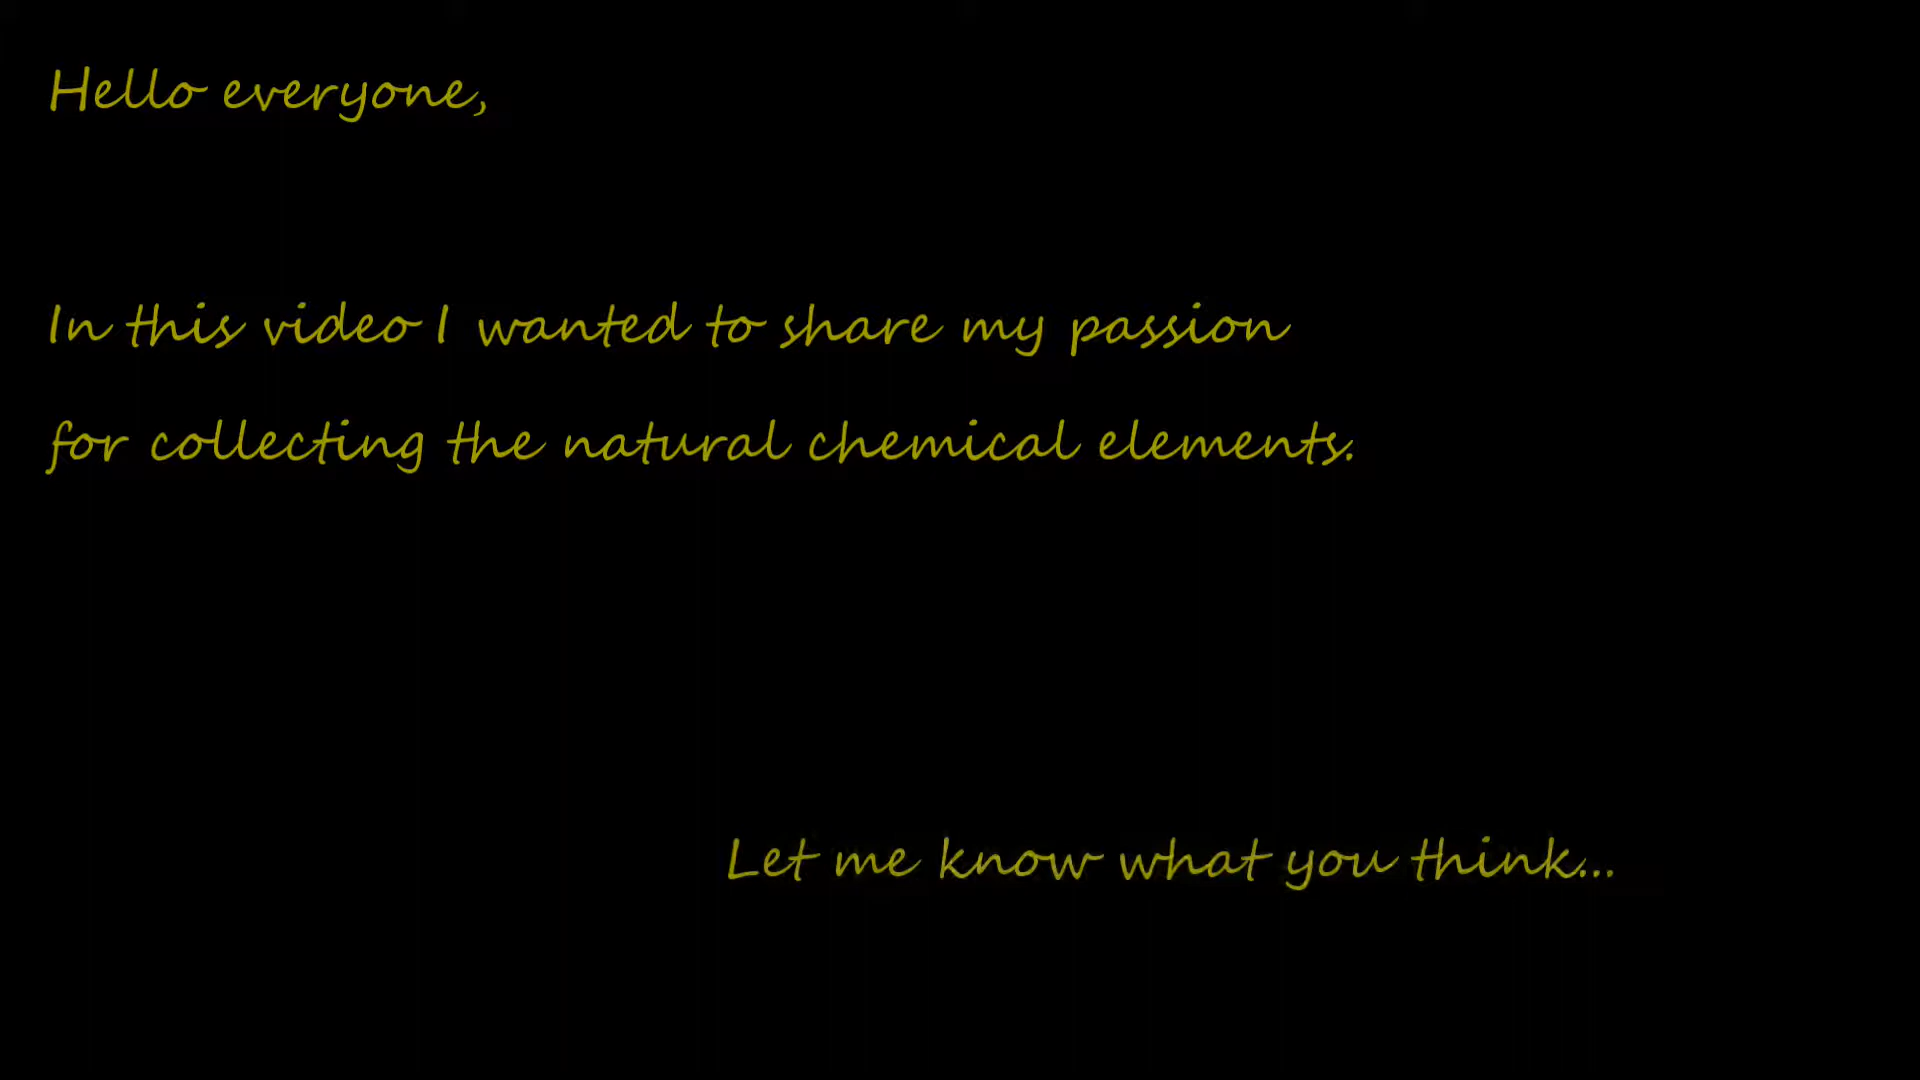 Hello everyone,
In this video I wanted to share my passion
for collecting the natural chemical elements.
Let me know what you think...